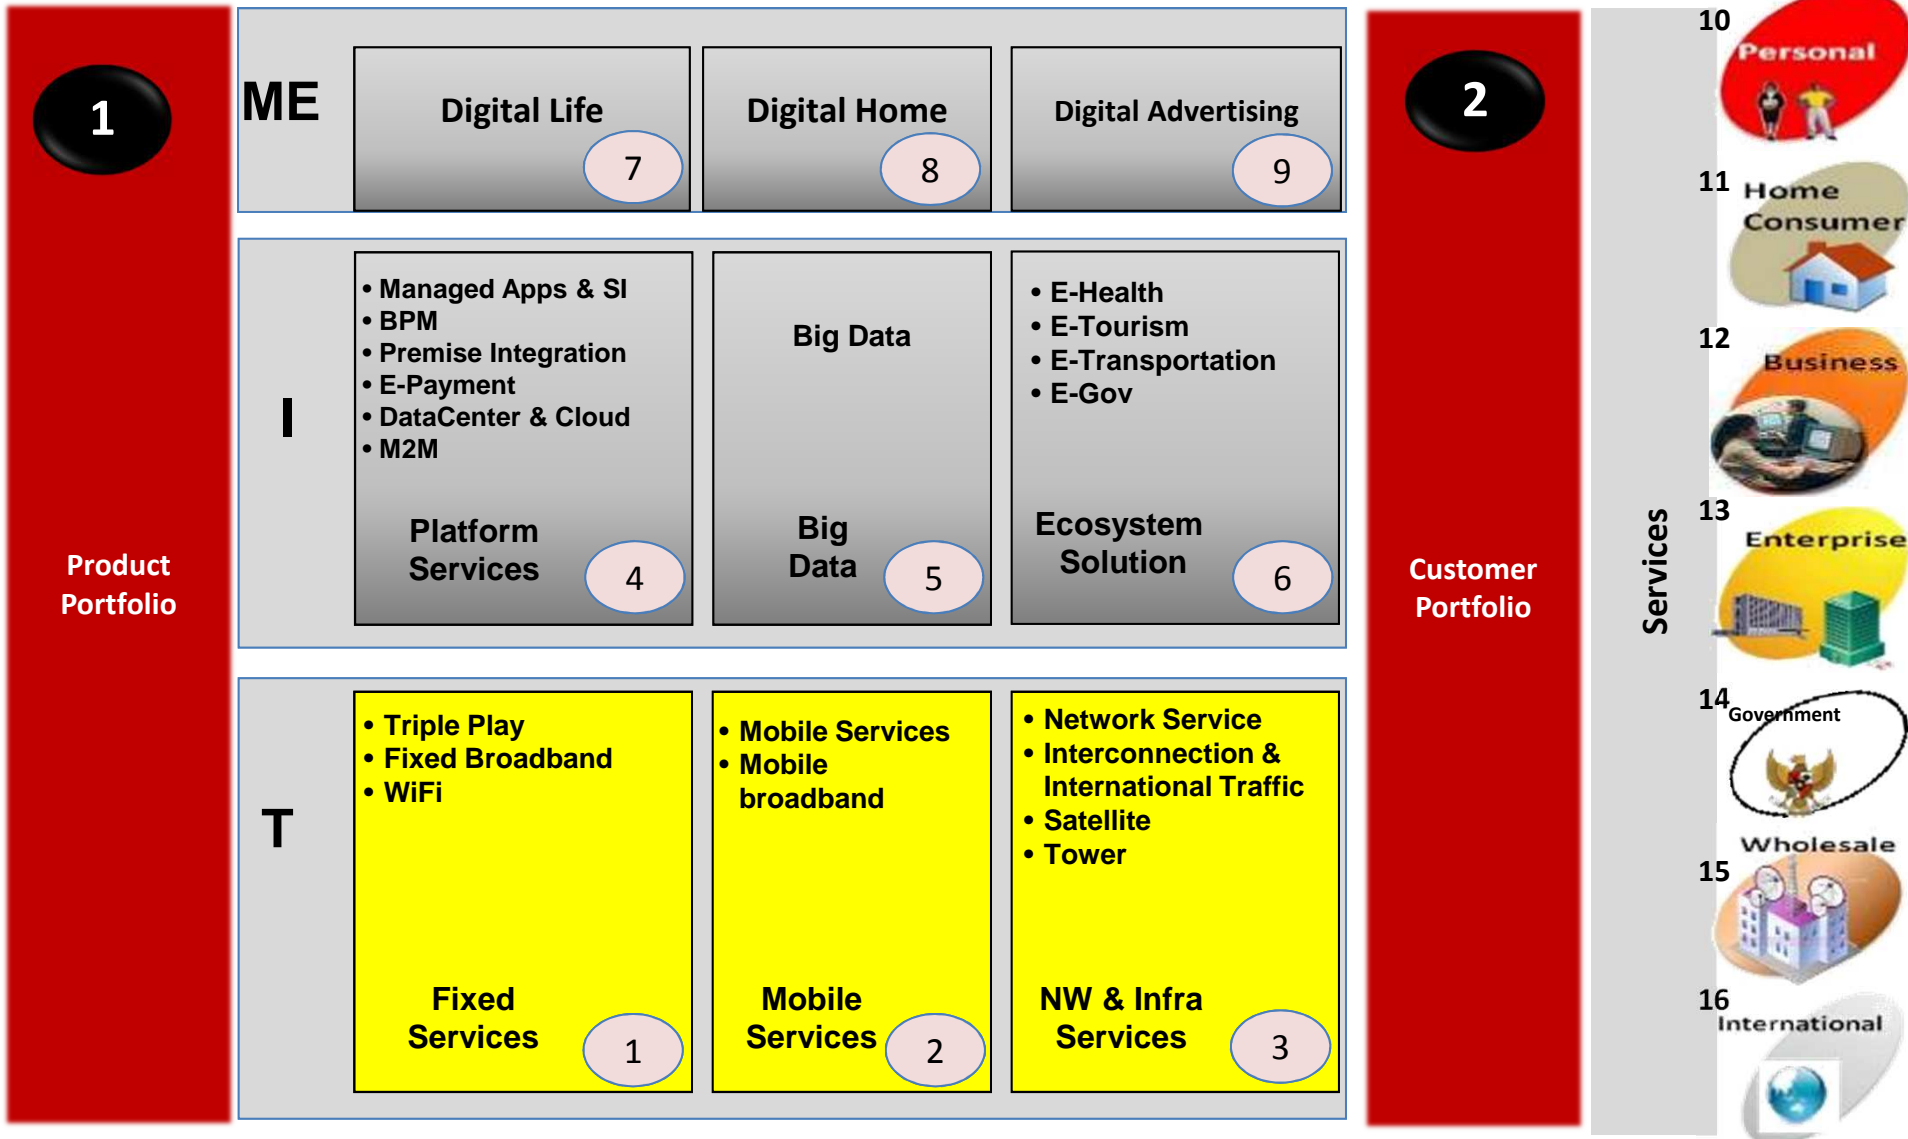 1
Product
Portfolio
ME
Digital Life
7
Digital Home
8
Digital Advertising
9
I
• Managed Apps & SI
• BPM
• Premise Integration
• E-Payment
• DataCenter & Cloud
• M2M
Platform
Services
4
Big Data
Big
Data
5
• E-Health
• E-Tourism
• E-Transportation
• E-Gov
Ecosystem
Solution
6
T
• Triple Play
• Fixed Broadband
• WiFi
Fixed
Services
1
• Mobile Services
• Mobile
broadband
Mobile
Services
2
• Network Service
• Interconnection &
International Traffic
• Satellite
• Tower
NW & Infra
Services
3
2
Customer
Portfolio
Services
10
Personal
11
Home
Consumer
12
Business
13
Enterprise
14
Government
Wholesale
15
16
International